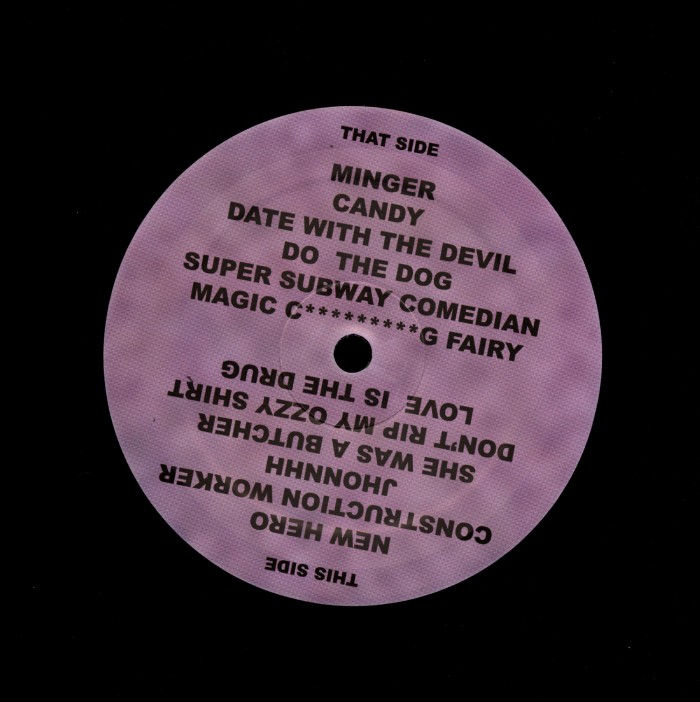 THAT SIDE
MINGER
CANDY
DATE WITH THE DEVIL
DO THE DOG
SUPER SUBWAY COMEDIAN
MAGIC C*********G FAIRY
THIS SIDE
NEW HERO
CONSTRUCTION WORKER
JHONNHH
SHE WAS A BUTCHER
DON'T RIP MY OZZY SHIRT
LOVE IS THE DRUG